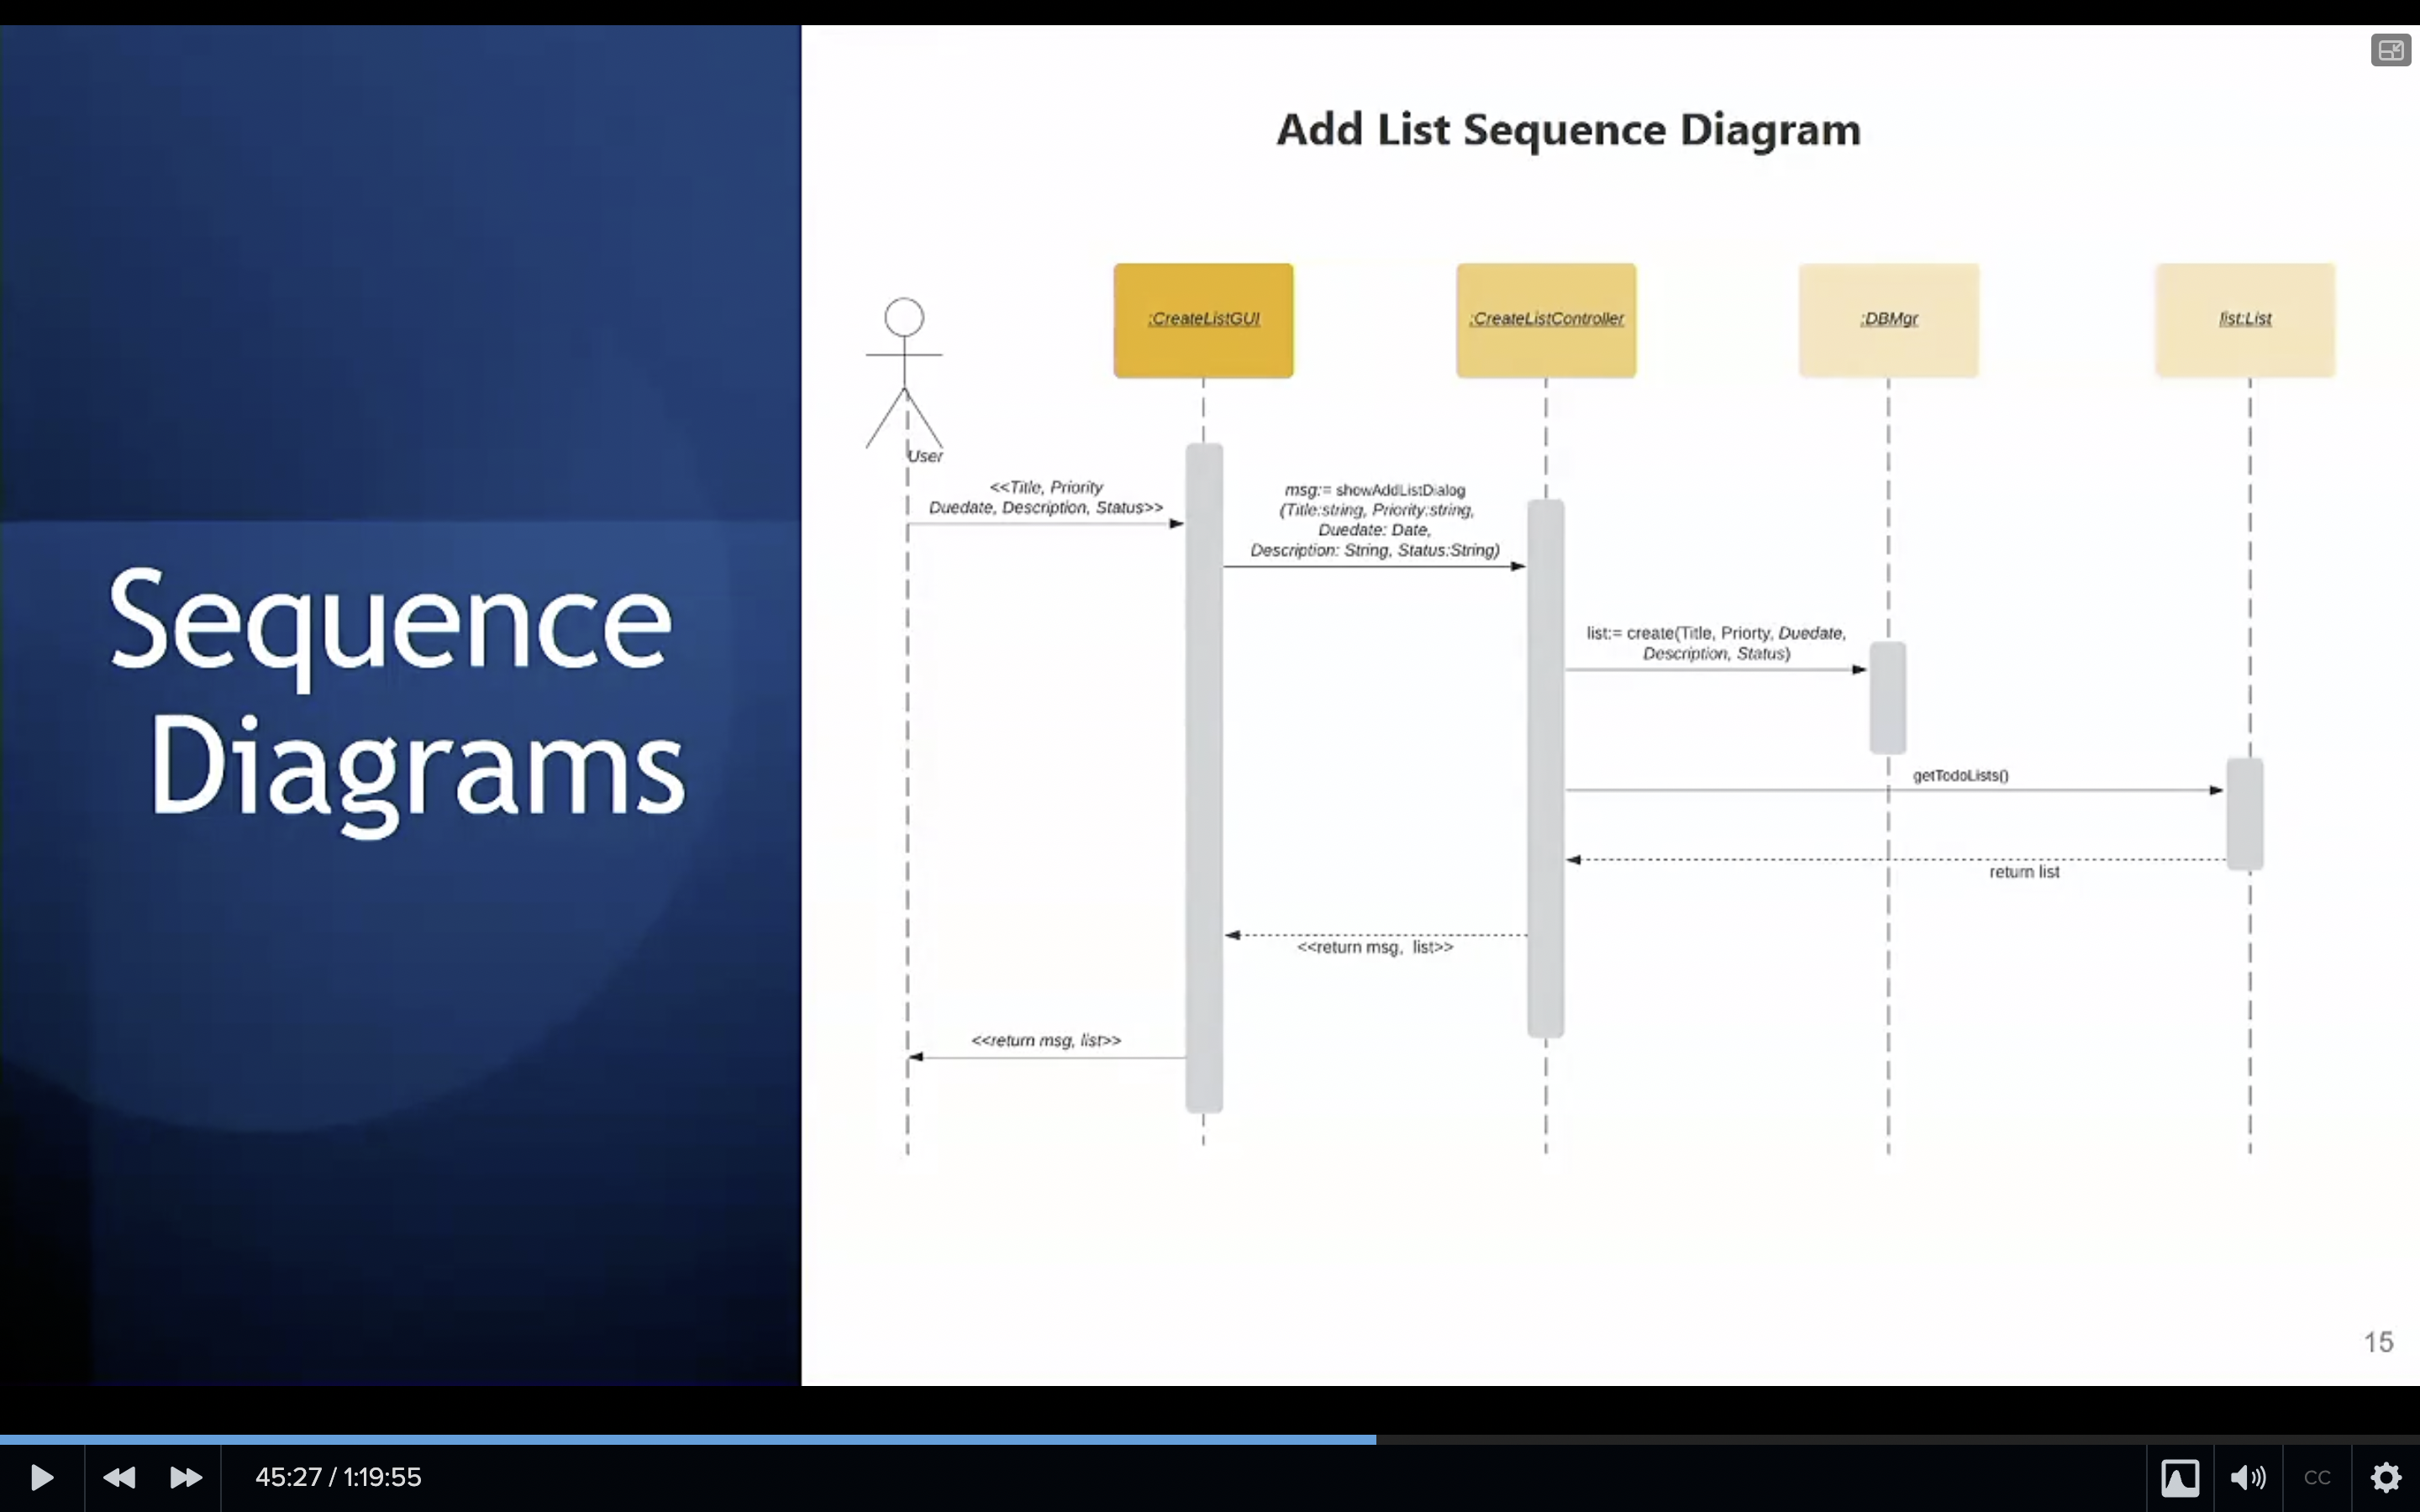 Add List Sequence Diagram
Sequence
Diagrams
:CreateListGUI
:CreateListController
:DBMgr
list:List
User
<<Title, Priority
Duedate, Description, Status>>
msg:= showAddListDialog
(Title:string, Priority:string,
Duedate: Date,
Description: String, Status:String)
list:= create(Title, Priorty, Duedate,
Description, Status)
getTodoLists()
return list
<<return msg, list>>
<<return msg, list>>
15
45:27 / 1:19:55
CC